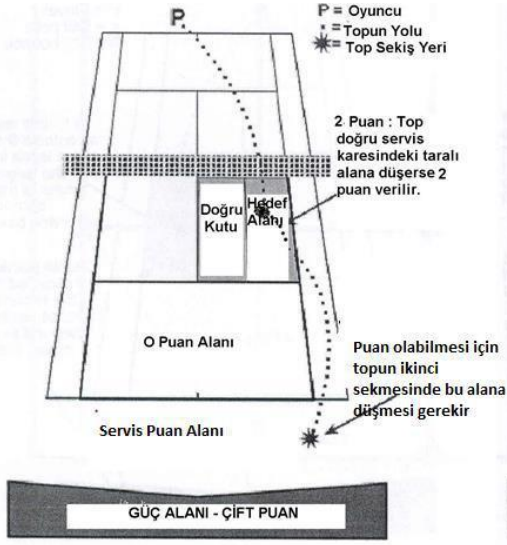 P = Oyuncu
= Topun Yolu
= Top Sekiş Yeri
P
2 Puan : Top
doğru servis
karesindeki taralı
alana düşerse 2
puan verilir.
Doğru
Kutu
Hedef
Alanı
O Puan Alanı
Puan olabilmesi için
topun ikinci
sekmesinde bu alana
düşmesi gerekir
Servis Puan Alanı
GÜÇ ALANI - ÇİFT PUAN